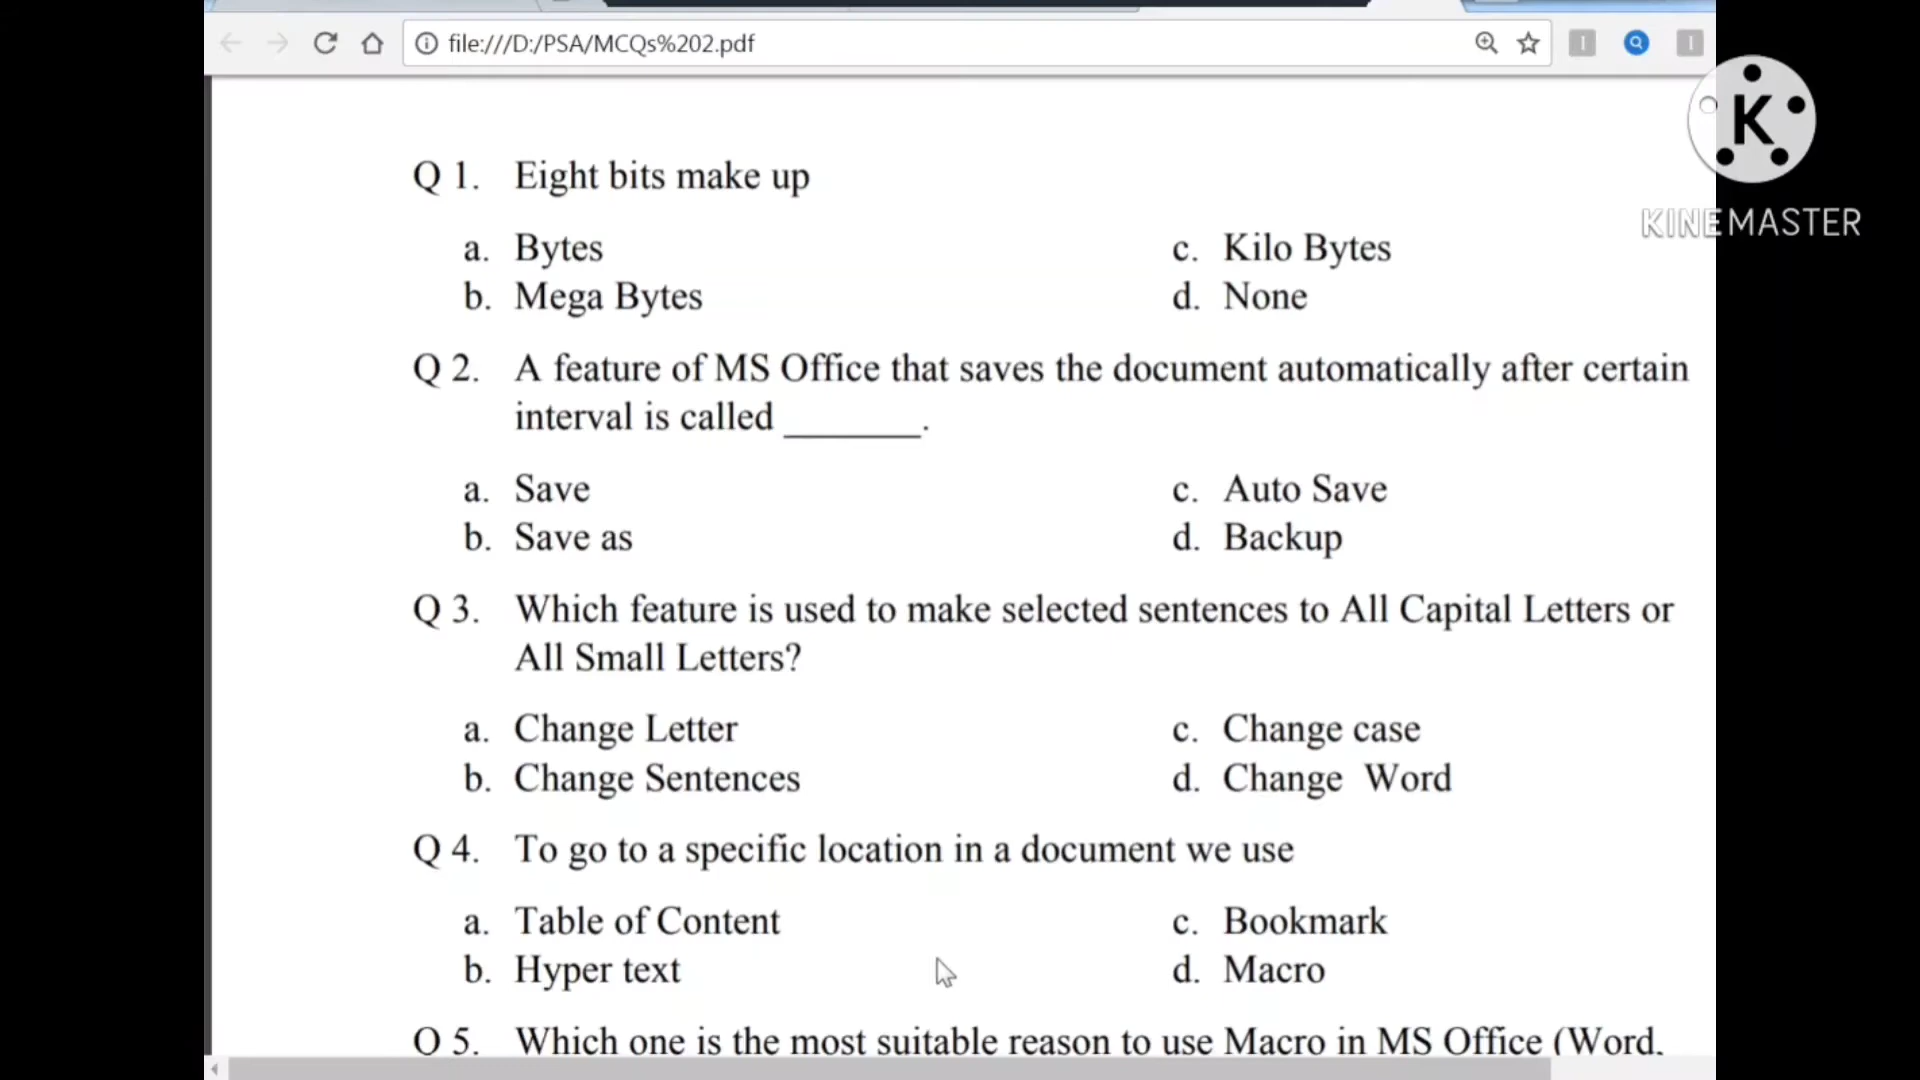 file:///D:/PSA/MCQs%202.pdf
K
KINEMASTER
Q 1. Eight bits make up
a. Bytes
c. Kilo Bytes
b. Mega Bytes
d. None
Q 2. A feature of MS Office that saves the document automatically after certain
interval is called _______.
a. Save
c. Auto Save
b. Save as
d. Backup
Q 3. Which feature is used to make selected sentences to All Capital Letters or
All Small Letters?
a. Change Letter
c. Change case
b. Change Sentences
d. Change Word
Q 4. To go to a specific location in a document we use
a. Table of Content
c. Bookmark
b. Hyper text
d. Macro
Q 5. Which one is the most suitable reason to use Macro in MS Office (Word,